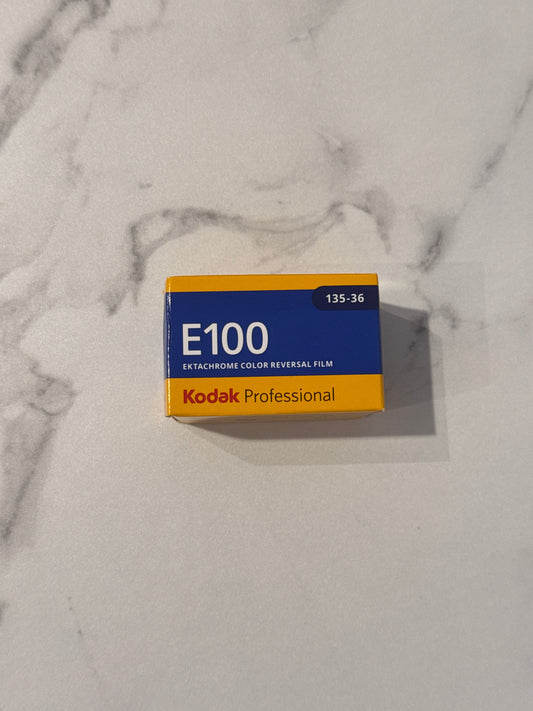 135-36
E100
EKTACHROME COLOR REVERSAL FILM
Kodak Professional